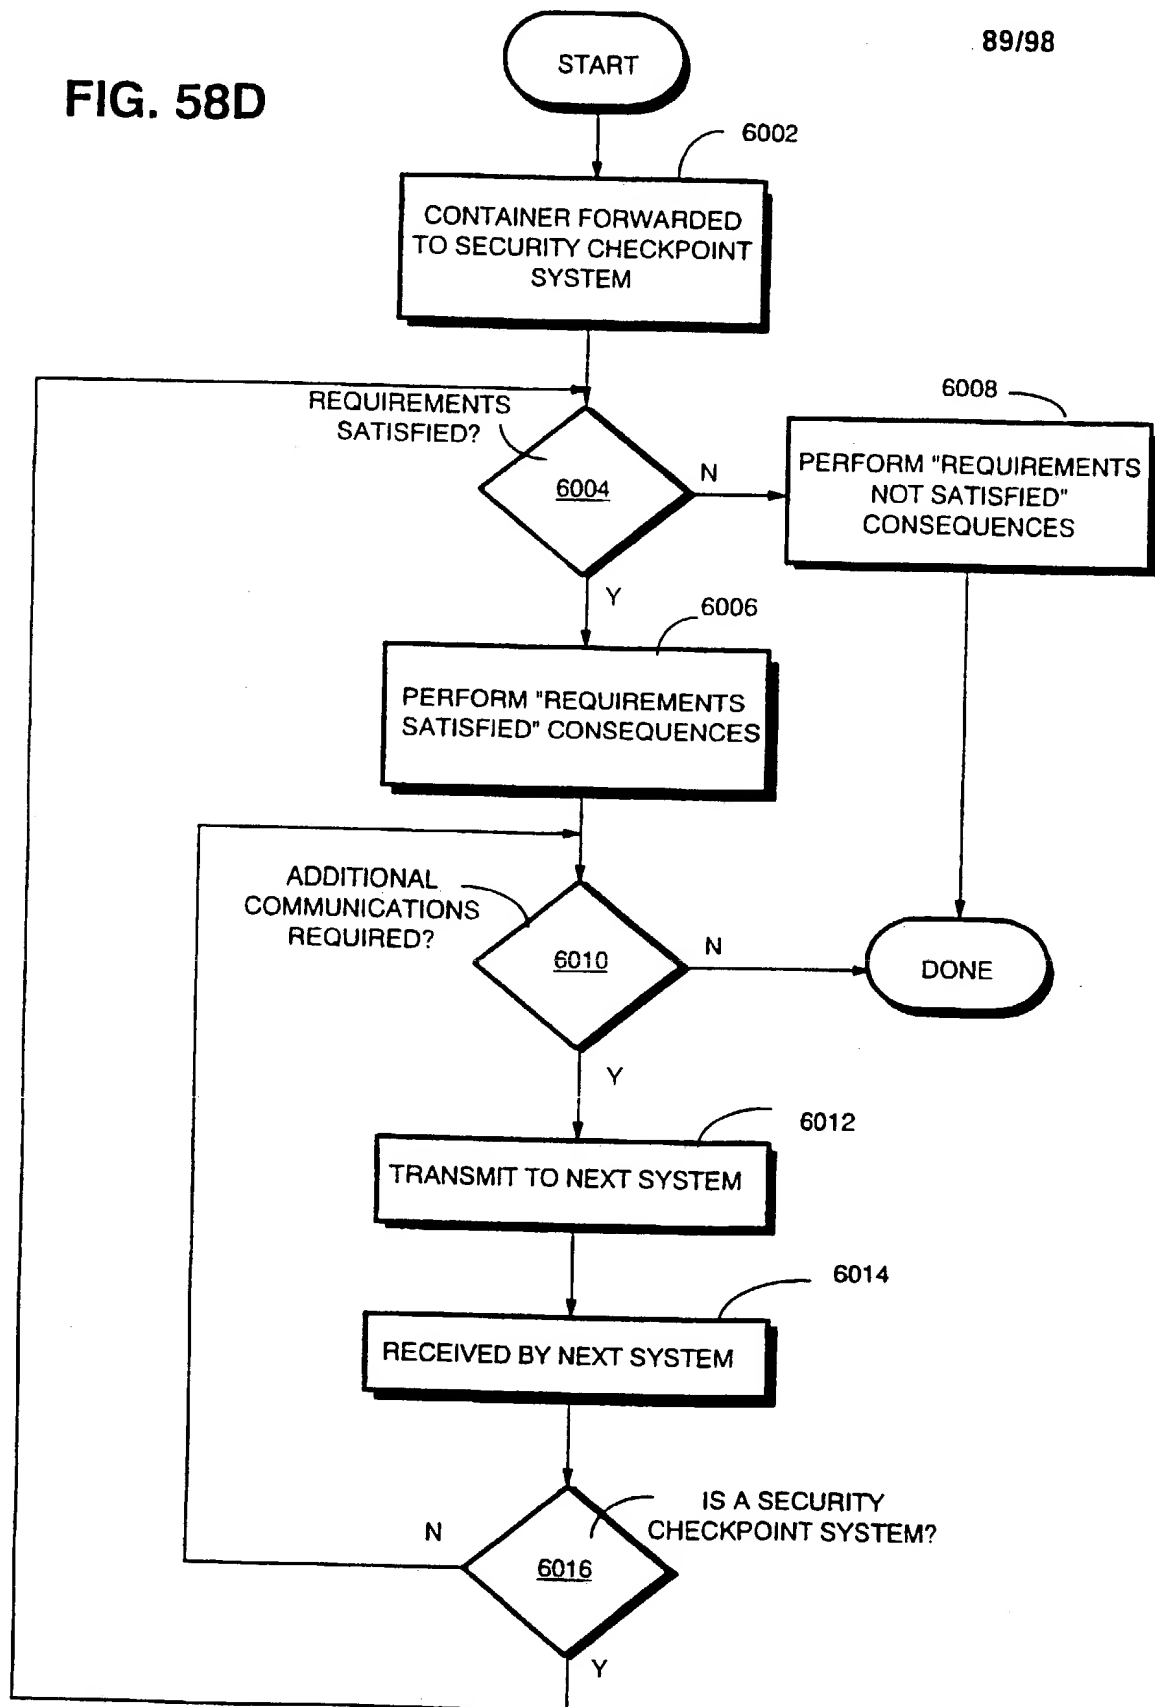 89/98
FIG. 58D
START
6002
CONTAINER FORWARDED
TO SECURITY CHECKPOINT
SYSTEM
REQUIREMENTS
SATISFIED?
6004
N
Y
6008
PERFORM "REQUIREMENTS
NOT SATISFIED"
CONSEQUENCES
6006
PERFORM "REQUIREMENTS
SATISFIED" CONSEQUENCES
ADDITIONAL
COMMUNICATIONS
REQUIRED?
6010
N
DONE
Y
6012
TRANSMIT TO NEXT SYSTEM
6014
RECEIVED BY NEXT SYSTEM
IS A SECURITY
CHECKPOINT SYSTEM?
N
6016
Y